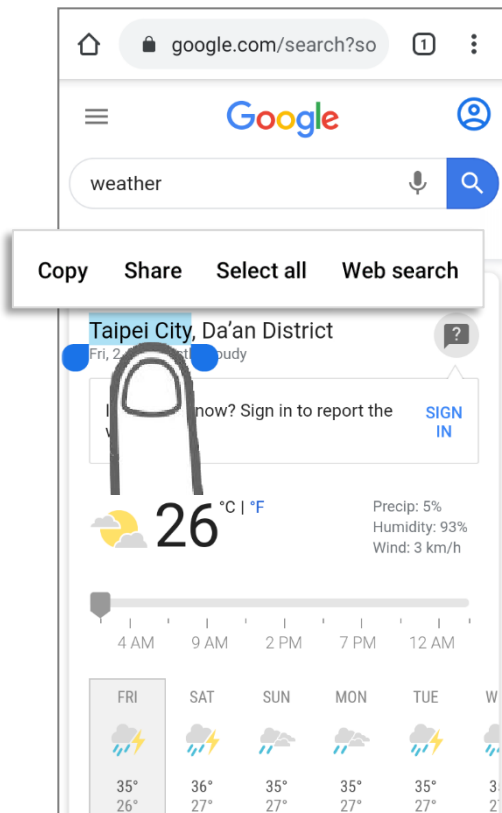 google.com/search?so
1
Google
weather
Copy Share Select all Web search
Taipei City, Da'an District
Fri, 2
now? Sign in to report the
SIGN
IN
26 °C | °F
Precip: 5%
Humidity: 93%
Wind: 3 km/h
4 AM 9 AM 2 PM 7 PM 12 AM
FRI SAT SUN MON TUE W
35° 36° 35° 35° 35° 3
26° 27° 27° 27° 27° 2